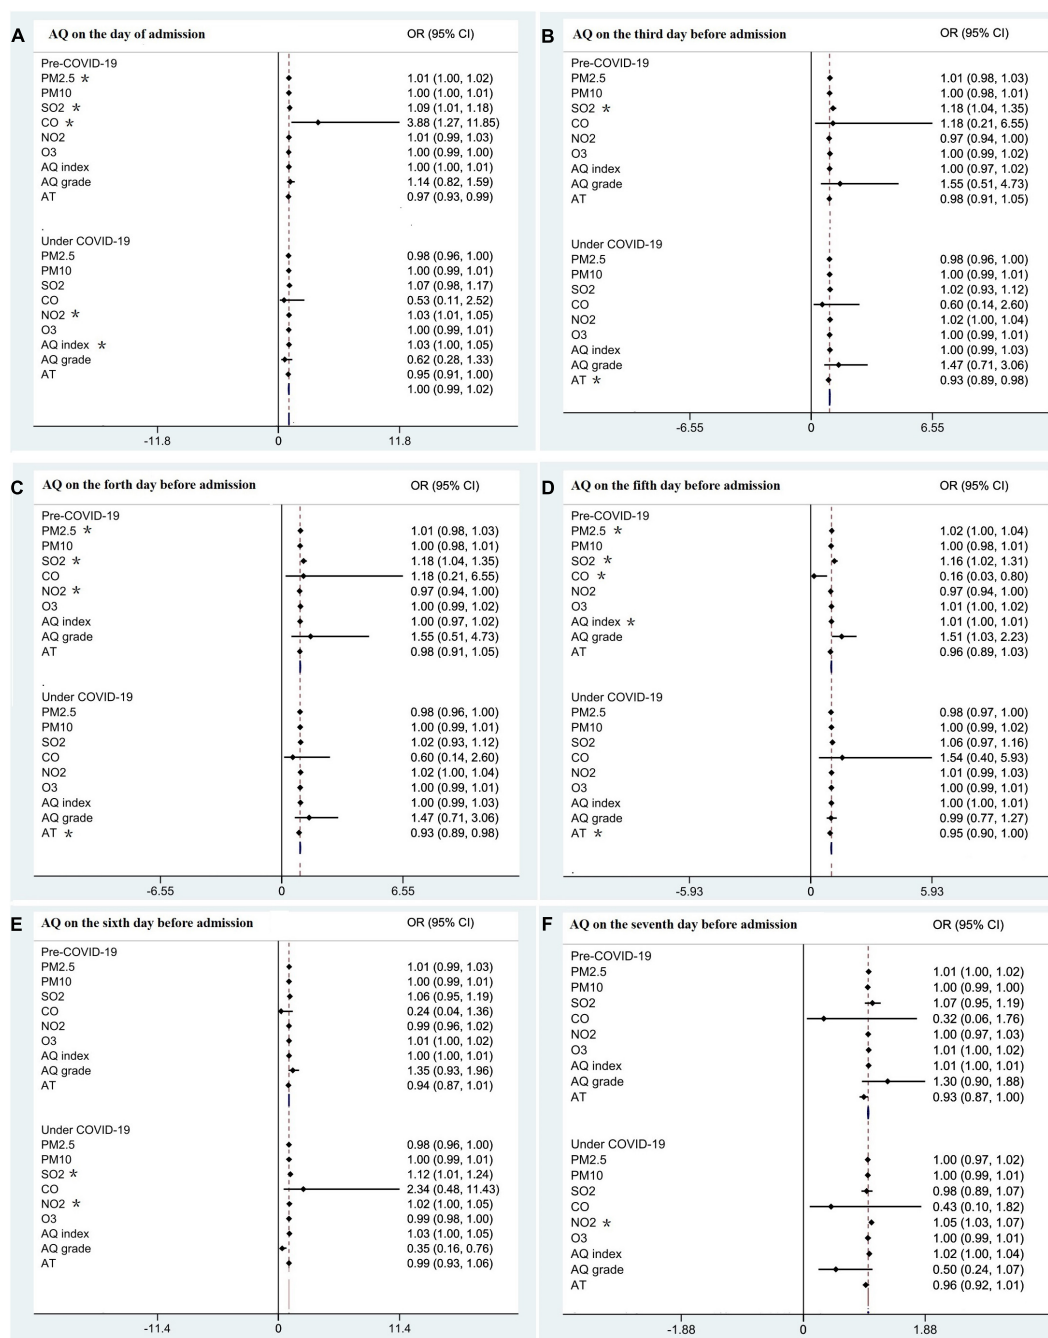 A AQ on the day of admission OR (95% CI)
Pre-COVID-19
PM2.5 * 1.01 (1.00, 1.02)
PM10 1.00 (1.00, 1.01)
SO2 * 1.09 (1.01, 1.18)
CO * 3.88 (1.27, 11.85)
NO2 1.01 (0.99, 1.03)
O3 1.00 (0.99, 1.00)
AQ index 1.00 (1.00, 1.01)
AQ grade 1.14 (0.82, 1.59)
AT 0.97 (0.93, 0.99)
Under COVID-19
PM2.5 0.98 (0.96, 1.00)
PM10 1.00 (0.99, 1.01)
SO2 1.07 (0.98, 1.17)
CO 0.53 (0.11, 2.52)
NO2 * 1.03 (1.01, 1.05)
O3 1.00 (0.99, 1.01)
AQ index * 1.03 (1.00, 1.05)
AQ grade 0.62 (0.28, 1.33)
AT 0.95 (0.91, 1.00)
1.00 (0.99, 1.02)
-11.8 0 11.8
B AQ on the third day before admission OR (95% CI)
Pre-COVID-19
PM2.5 1.01 (0.98, 1.03)
PM10 1.00 (0.98, 1.01)
SO2 * 1.18 (1.04, 1.35)
CO 1.18 (0.21, 6.55)
NO2 0.97 (0.94, 1.00)
O3 1.00 (0.99, 1.02)
AQ index 1.00 (0.97, 1.02)
AQ grade 1.55 (0.51, 4.73)
AT 0.98 (0.91, 1.05)
Under COVID-19
PM2.5 0.98 (0.96, 1.00)
PM10 1.00 (0.99, 1.01)
SO2 1.02 (0.93, 1.12)
CO 0.60 (0.14, 2.60)
NO2 1.02 (1.00, 1.04)
O3 1.00 (0.99, 1.01)
AQ index 1.00 (0.99, 1.03)
AQ grade 1.47 (0.71, 3.06)
AT * 0.93 (0.89, 0.98)
-6.55 0 6.55
C AQ on the forth day before admission OR (95% CI)
Pre-COVID-19
PM2.5 * 1.01 (0.98, 1.03)
PM10 1.00 (0.98, 1.01)
SO2 * 1.18 (1.04, 1.35)
CO 1.18 (0.21, 6.55)
NO2 * 0.97 (0.94, 1.00)
O3 1.00 (0.99, 1.02)
AQ index 1.00 (0.97, 1.02)
AQ grade 1.55 (0.51, 4.73)
AT 0.98 (0.91, 1.05)
Under COVID-19
PM2.5 0.98 (0.96, 1.00)
PM10 1.00 (0.99, 1.01)
SO2 1.02 (0.93, 1.12)
CO 0.60 (0.14, 2.60)
NO2 1.02 (1.00, 1.04)
O3 1.00 (0.99, 1.01)
AQ index 1.00 (0.99, 1.03)
AQ grade 1.47 (0.71, 3.06)
AT * 0.93 (0.89, 0.98)
-6.55 0 6.55
D AQ on the fifth day before admission OR (95% CI)
Pre-COVID-19
PM2.5 * 1.02 (1.00, 1.04)
PM10 1.00 (0.98, 1.01)
SO2 * 1.16 (1.02, 1.31)
CO * 0.16 (0.03, 0.80)
NO2 0.97 (0.94, 1.00)
O3 1.01 (1.00, 1.02)
AQ index * 1.01 (1.00, 1.01)
AQ grade 1.51 (1.03, 2.23)
AT 0.96 (0.89, 1.03)
Under COVID-19
PM2.5 0.98 (0.97, 1.00)
PM10 1.00 (0.99, 1.02)
SO2 1.06 (0.97, 1.16)
CO 1.54 (0.40, 5.93)
NO2 1.01 (0.99, 1.03)
O3 1.00 (0.99, 1.01)
AQ index 1.00 (1.00, 1.01)
AQ grade 0.99 (0.77, 1.27)
AT * 0.95 (0.90, 1.00)
-5.93 0 5.93
E AQ on the sixth day before admission OR (95% CI)
Pre-COVID-19
PM2.5 1.01 (0.99, 1.03)
PM10 1.00 (0.99, 1.01)
SO2 1.06 (0.95, 1.19)
CO 0.24 (0.04, 1.36)
NO2 0.99 (0.96, 1.02)
O3 1.01 (1.00, 1.02)
AQ index 1.00 (1.00, 1.01)
AQ grade 1.35 (0.93, 1.96)
AT 0.94 (0.87, 1.01)
Under COVID-19
PM2.5 0.98 (0.96, 1.00)
PM10 1.00 (0.99, 1.01)
SO2 * 1.12 (1.01, 1.24)
CO 2.34 (0.48, 11.43)
NO2 * 1.02 (1.00, 1.05)
O3 0.99 (0.98, 1.00)
AQ index 1.03 (1.00, 1.05)
AQ grade 0.35 (0.16, 0.76)
AT 0.99 (0.93, 1.06)
-11.4 0 11.4
F AQ on the seventh day before admission OR (95% CI)
Pre-COVID-19
PM2.5 1.01 (1.00, 1.02)
PM10 1.00 (0.99, 1.00)
SO2 1.07 (0.95, 1.19)
CO 0.32 (0.06, 1.76)
NO2 1.00 (0.97, 1.03)
O3 1.01 (1.00, 1.02)
AQ index 1.01 (1.00, 1.01)
AQ grade 1.30 (0.90, 1.88)
AT 0.93 (0.87, 1.00)
Under COVID-19
PM2.5 1.00 (0.97, 1.02)
PM10 1.00 (0.99, 1.01)
SO2 0.98 (0.89, 1.07)
CO 0.43 (0.10, 1.82)
NO2 * 1.05 (1.03, 1.07)
O3 1.00 (0.99, 1.01)
AQ index 1.02 (1.00, 1.04)
AQ grade 0.50 (0.24, 1.07)
AT 0.96 (0.92, 1.01)
-1.88 0 1.88